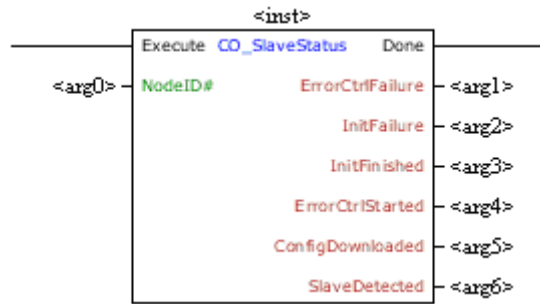 <inst>
Execute CO_SlaveStatus Done
<arg0> NodeID# ErrorCtrlFailure <arg1>
InitFailure <arg2>
InitFinished <arg3>
ErrorCtrlStarted <arg4>
ConfigDownloaded <arg5>
SlaveDetected <arg6>